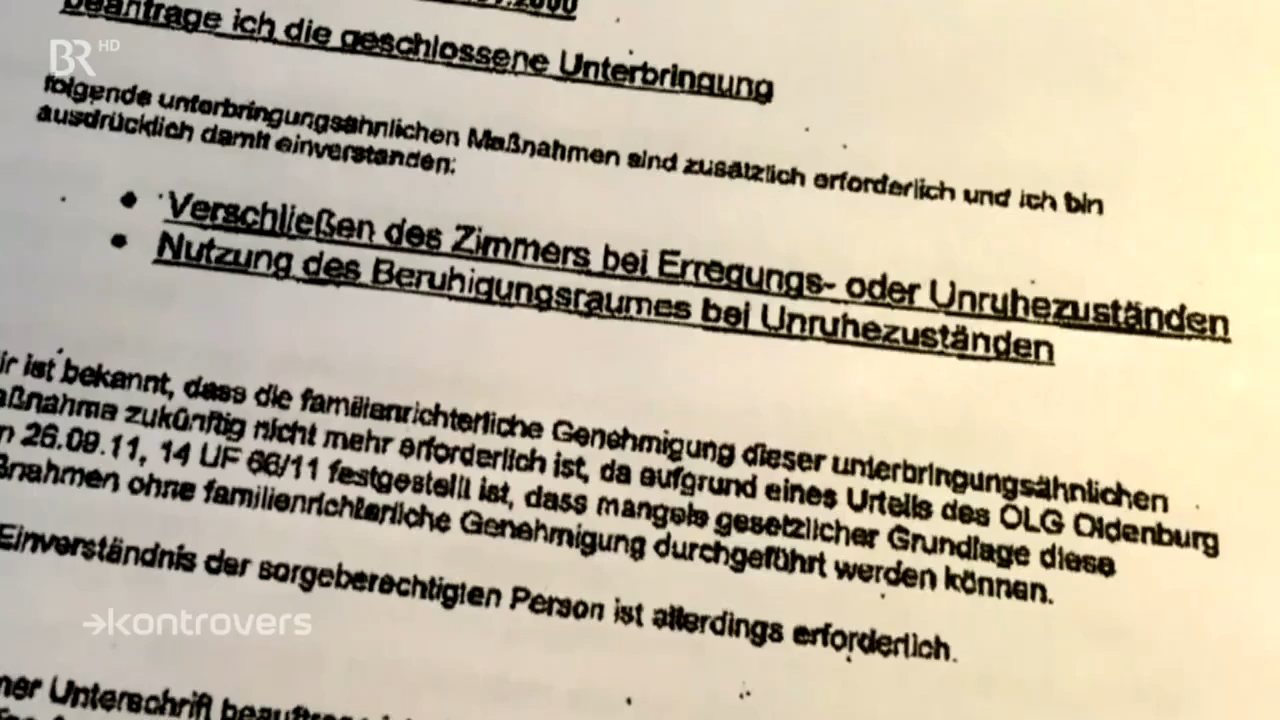 BR HD
beantrage ich die geschlossene Unterbringung
folgende unterbringungsähnlichen Maßnahmen sind zusätzlich erforderlich und ich bin
ausdrücklich damit einverstanden:
• Verschließen des Zimmers bei Erregungs- oder Unruhezuständen
• Nutzung des Beruhigungsraumes bei Unruhezuständen
ir ist bekannt, dass die familienrichterliche Genehmigung dieser unterbringungsähnlichen
aßnahme zukünftig nicht mehr erforderlich ist, da aufgrund eines Urteils des OLG Oldenburg
26.09.11, 14 UF 66/11 festgestellt ist, dass mangels gesetzlicher Grundlage diese
ßnahmen ohne familienrichterliche Genehmigung durchgeführt werden können.
Einverständnis der sorgeberechtigten Person ist allerdings erforderlich.
kontrovers
ner Unterschrift